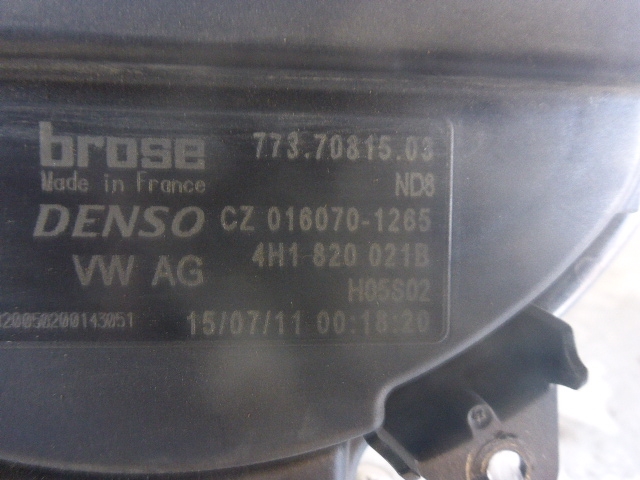 brose 773.70815.03
Made in France ND8
DENSO CZ 016070-1265
VW AG 4H1 820 021B
H05S02
20050200143051 15/07/11 00:18:20